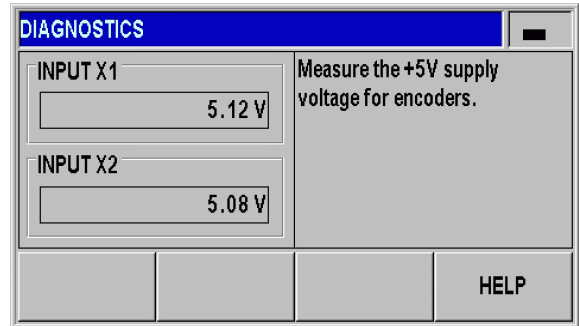 DIAGNOSTICS
INPUT X1
5.12 V
INPUT X2
5.08 V
Measure the +5V supply
voltage for encoders.
HELP